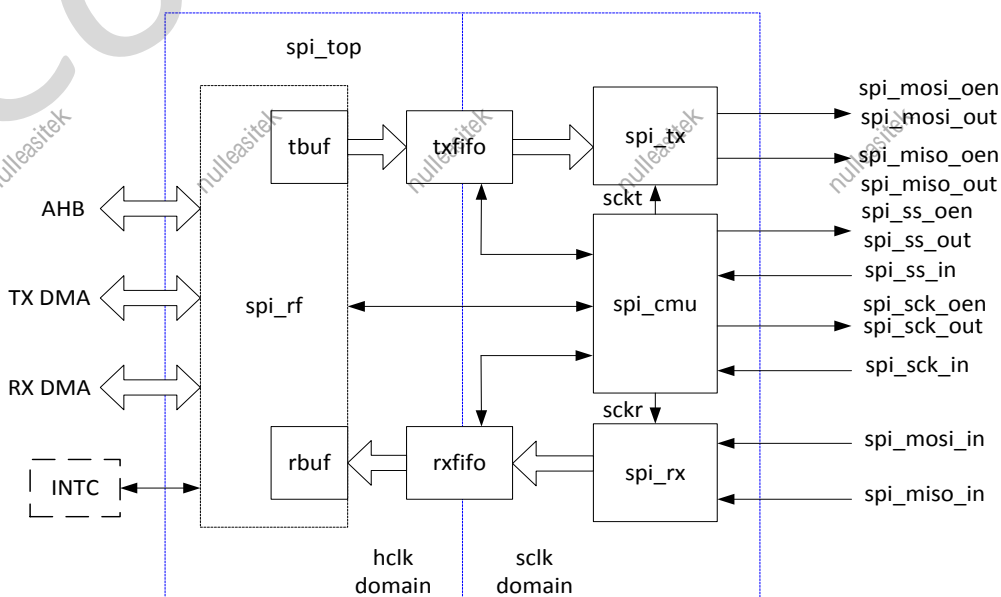 spi_top
tbuf
txfifo
spi_tx
spi_mosi_oen
spi_mosi_out
spi_miso_oen
spi_miso_out
sckt
AHB
spi_ss_oen
spi_ss_out
spi_ss_in
TX DMA
spi_rf
spi_cmu
spi_sck_oen
spi_sck_out
spi_sck_in
RX DMA
sckr
rbuf
rxfifo
spi_rx
spi_mosi_in
spi_miso_in
INTC
hclk
domain
sclk
domain
nulleasitek
nulleasitek
nulleasitek
nulleasitek
nulleasitek